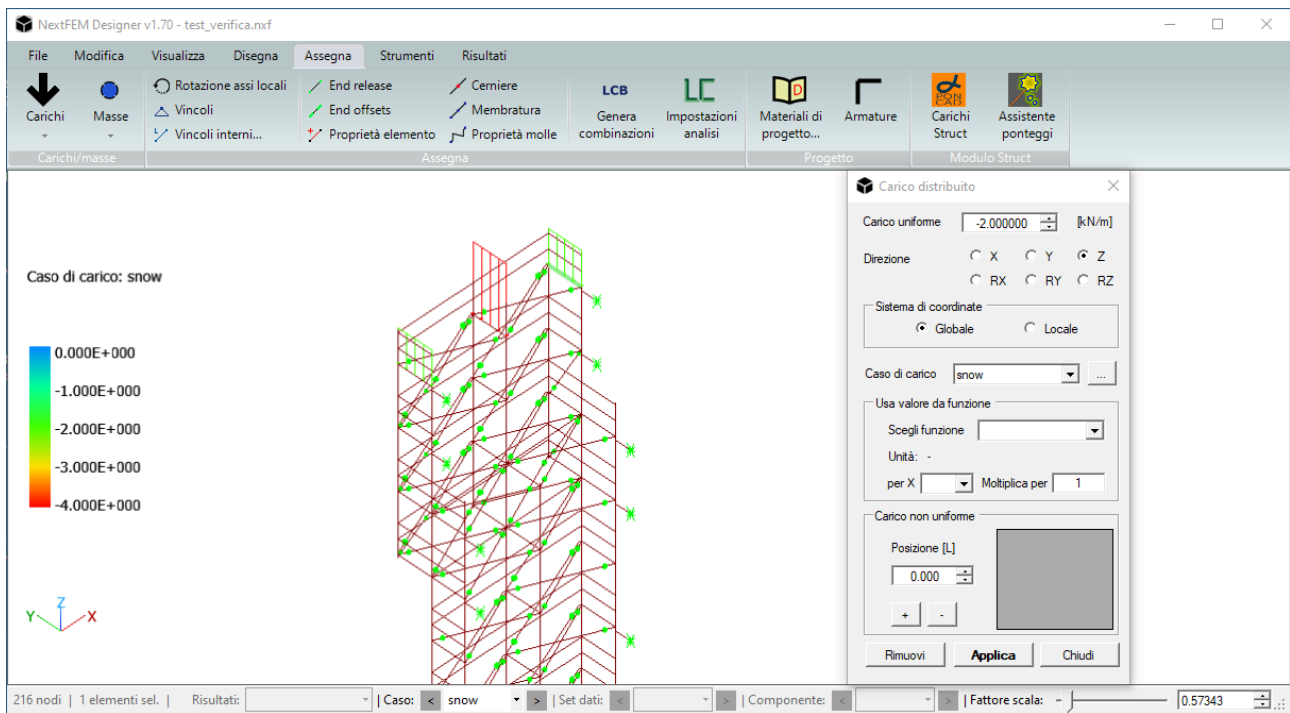 NextFEM Designer v1.70 - test_verifica.nxf
File Modifica Visualizza Disegna Assegna Strumenti Risultati
Carichi
Masse
Rotazione assi locali
Vincoli
Vincoli interni...
End release
End offsets
Proprietà elemento
Cerniere
Membratura
Proprietà molle
LCB
Genera
combinazioni
LC
Impostazioni
analisi
D
Materiali di
progetto...
Armature
Carichi
Struct
Assistente
ponteggi
Carichi/masse
Assegna
Progetto
Modulo Struct
Caso di carico: snow
0.000E+000
-1.000E+000
-2.000E+000
-3.000E+000
-4.000E+000
Z
Y
X
Carico distribuito
Carico uniforme -2.000000 [kN/m]
Direzione X Y Z
RX RY RZ
Sistema di coordinate
Globale Locale
Caso di carico snow ...
Usa valore da funzione
Scegli funzione
Unità: -
per X Moltiplica per 1
Carico non uniforme
Posizione [L]
0.000
+ -
Rimuovi Applica Chiudi
216 nodi | 1 elementi sel. | Risultati: | Caso: < snow > | Set dati: < > | Componente: < > | Fattore scala: - 0.57343